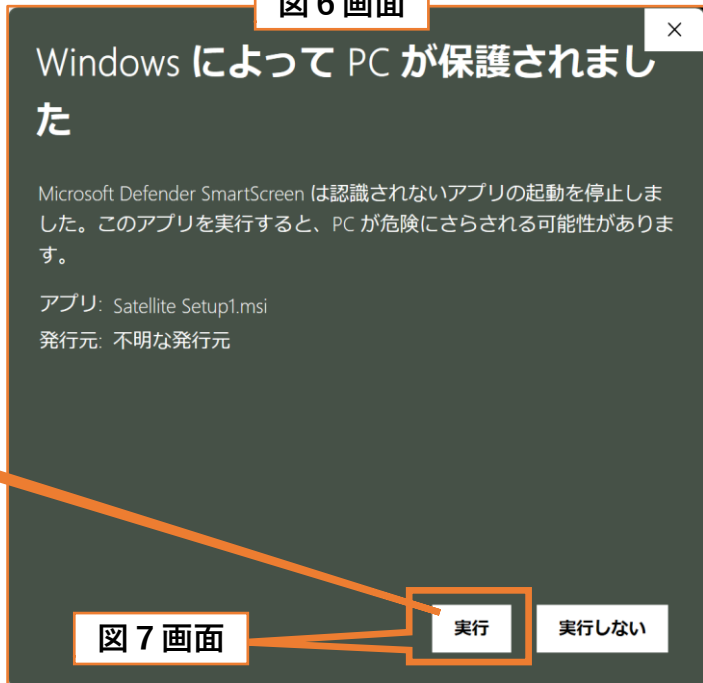 図6画面
×
Windows によって PC が保護されまし
た
Microsoft Defender SmartScreen は認識されないアプリの起動を停止しま
した。このアプリを実行すると、PC が危険にさらされる可能性がありま
す。
アプリ: Satellite Setup1.msi
発行元: 不明な発行元
図7画面
実行 実行しない